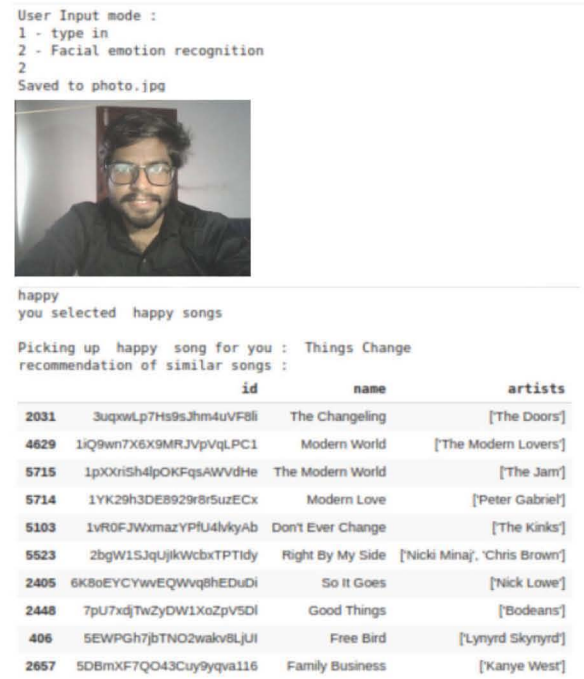 User Input mode :
1 - type in
2 - Facial emotion recognition
2
Saved to photo.jpg
happy
you selected  happy songs
Picking up  happy  song for you :  Things Change
recommendation of similar songs :
id name artists
2031 3uqxwLp7Hs9sJhm4uVF8li The Changeling ['The Doors']
4629 1iQ9wn7X6X9MRJVpVqLPC1 Modern World ['The Modern Lovers']
5715 1pXXriSh4lpOKFqsAWVdHe The Modern World ['The Jam']
5714 1YK29h3DE8929r8r5uzECx Modern Love ['Peter Gabriel']
5103 1vR0FJWxmazYPfU4lvkyAb Don't Ever Change ['The Kinks']
5523 2bgW1SJqUjIkWcbxTPTIdy Right By My Side ['Nicki Minaj', 'Chris Brown']
2405 6K8oEYCYwvEQWvq8hEDuDi So It Goes ['Nick Lowe']
2448 7pU7xdjTwZyDW1XoZpV5Dl Good Things ['Bodeans']
406 5EWPGh7jbTNO2wakv8LjUI Free Bird ['Lynyrd Skynyrd']
2657 5DBmXF7QO43Cuy9yqva116 Family Business ['Kanye West']